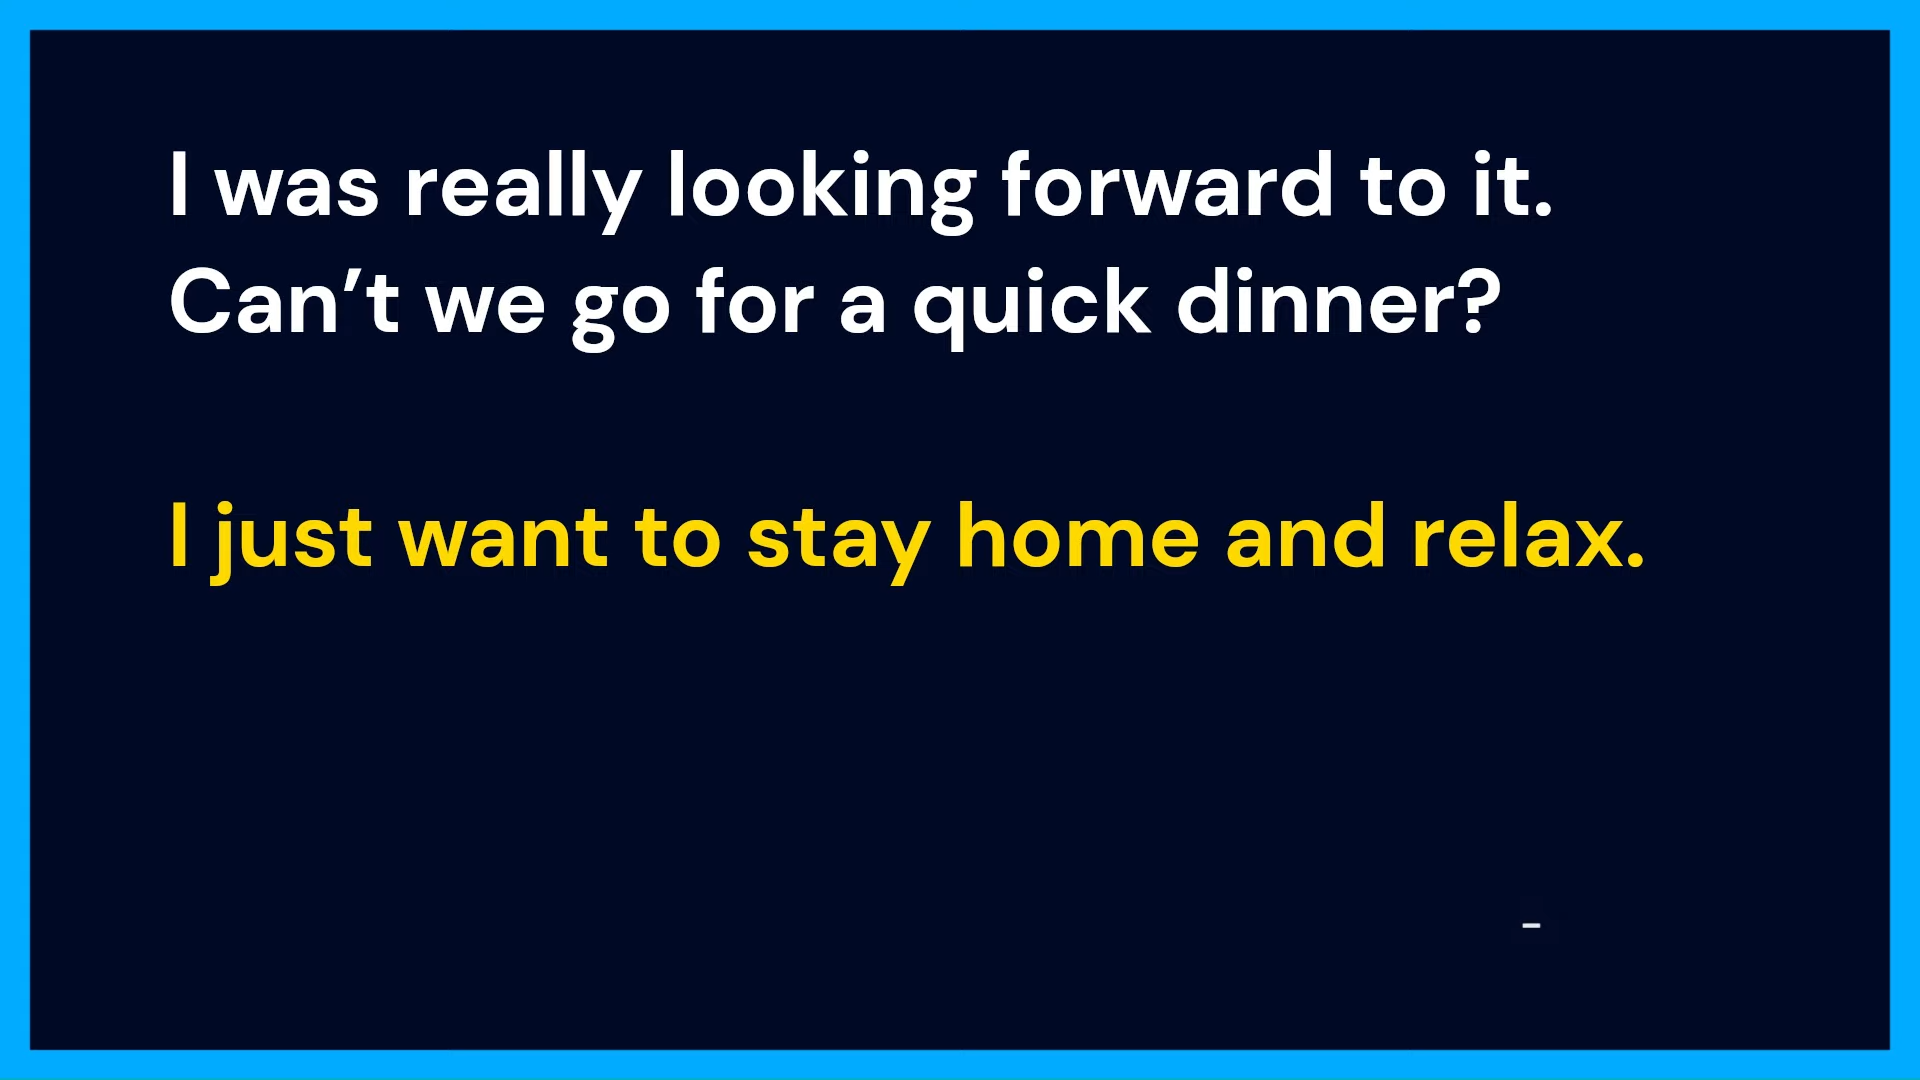 I was really looking forward to it.
Can’t we go for a quick dinner?
I just want to stay home and relax.
–